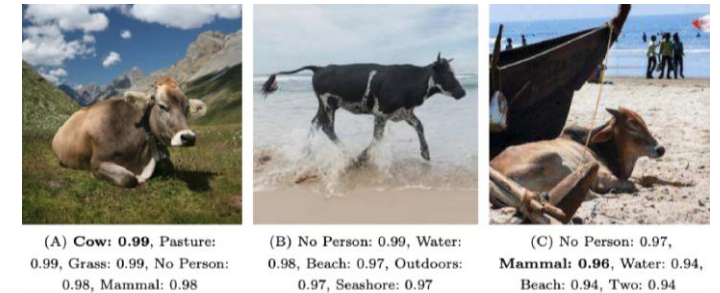 (A) Cow: 0.99, Pasture:
0.99, Grass: 0.99, No Person:
0.98, Mammal: 0.98
(B) No Person: 0.99, Water:
0.98, Beach: 0.97, Outdoors:
0.97, Seashore: 0.97
(C) No Person: 0.97,
Mammal: 0.96, Water: 0.94,
Beach: 0.94, Two: 0.94